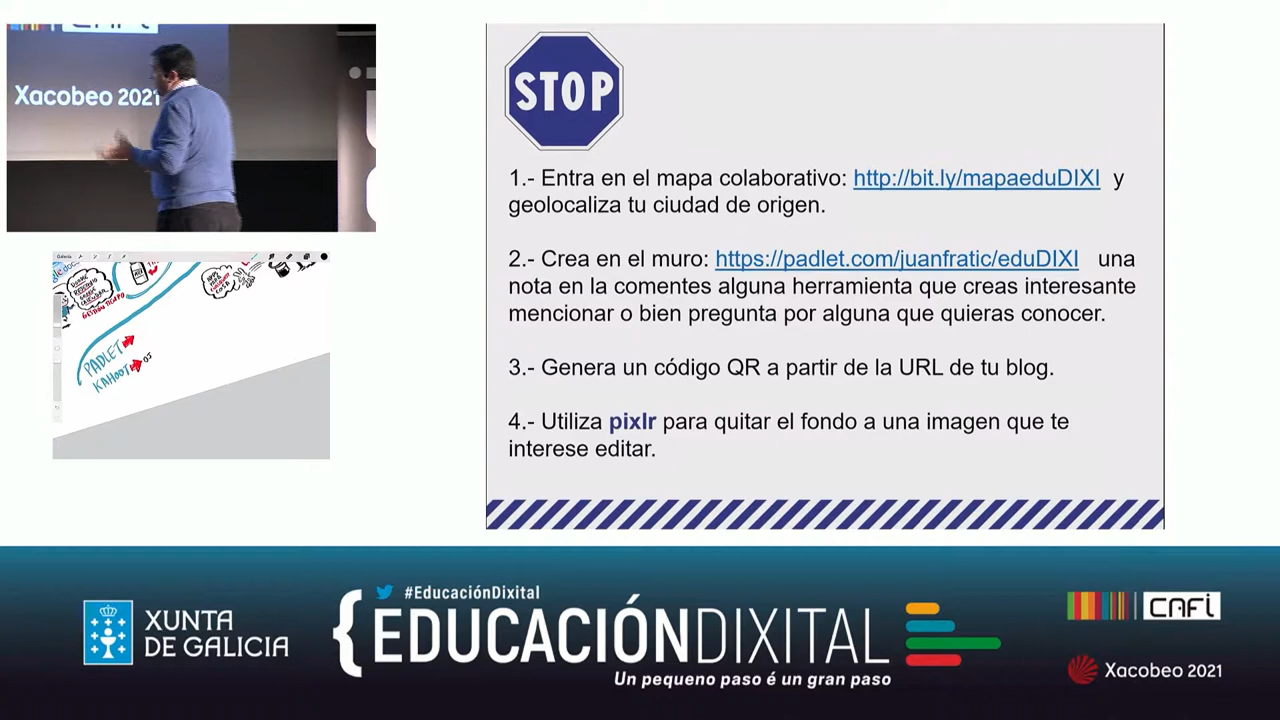 CAFi
Xacobeo 2021
STOP
1.- Entra en el mapa colaborativo: http://bit.ly/mapaeduDIXI y
geolocaliza tu ciudad de origen.
2.- Crea en el muro: https://padlet.com/juanfratic/eduDIXI una
nota en la comentes alguna herramienta que creas interesante
mencionar o bien pregunta por alguna que quieras conocer.
3.- Genera un código QR a partir de la URL de tu blog.
4.- Utiliza pixlr para quitar el fondo a una imagen que te
interese editar.
Galería
GESTIÓN TIEMPO
PADLET
KAHOOT
XUNTA
DE GALICIA
#EducaciónDixital
{EDUCACIÓNDIXITAL
Un pequeno paso é un gran paso
CAFi
Xacobeo 2021